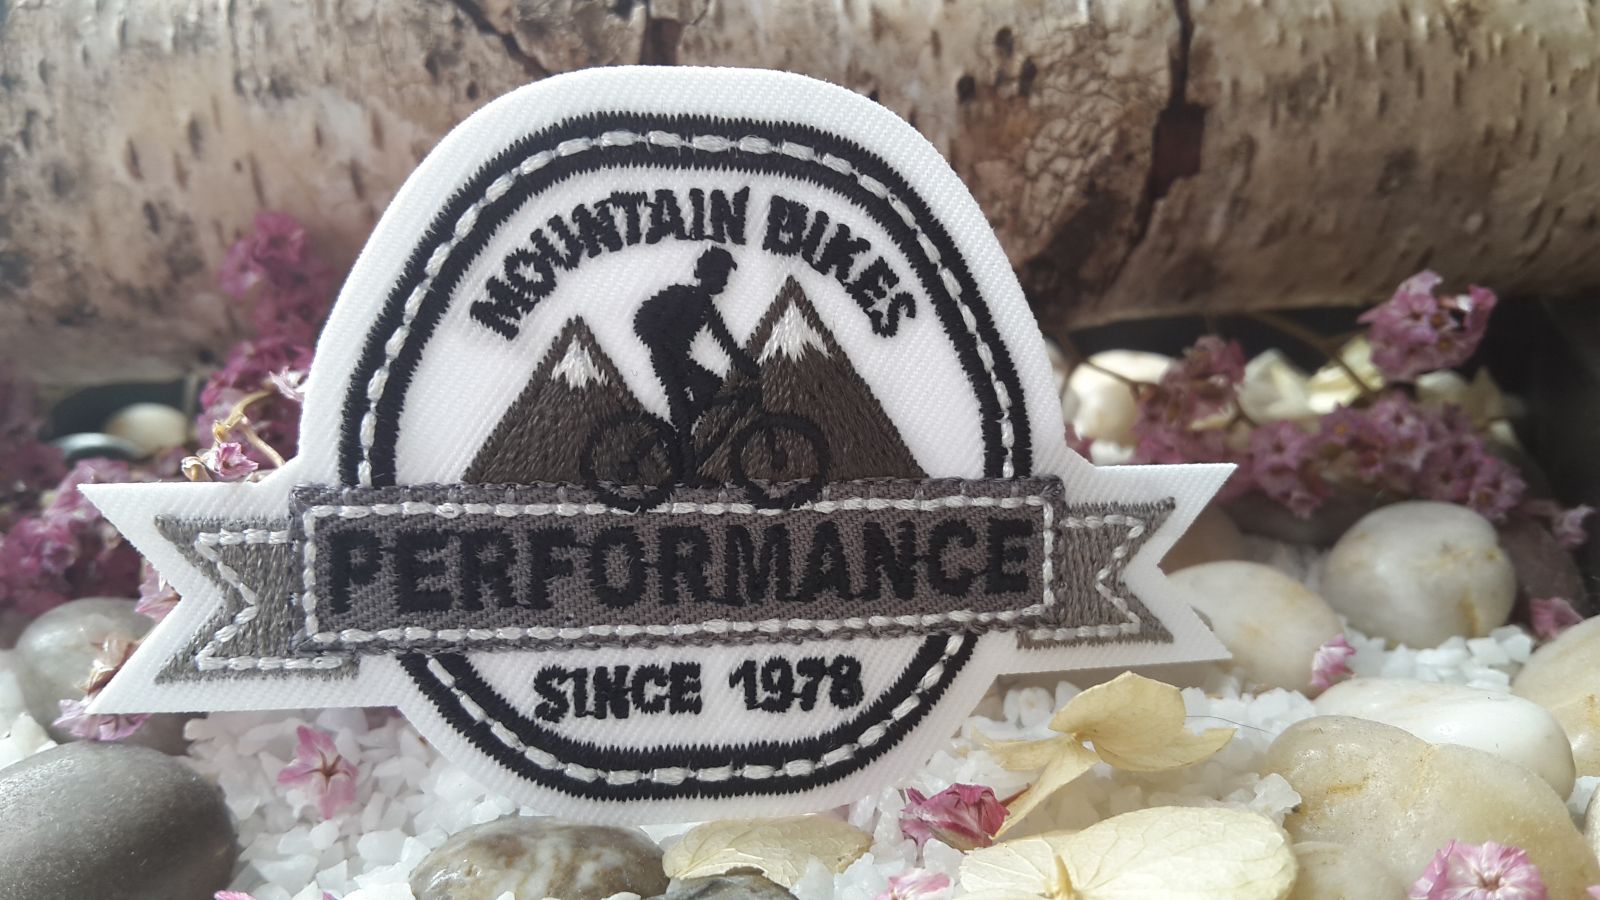 MOUNTAIN BIKES
PERFORMANCE
SINCE 1978